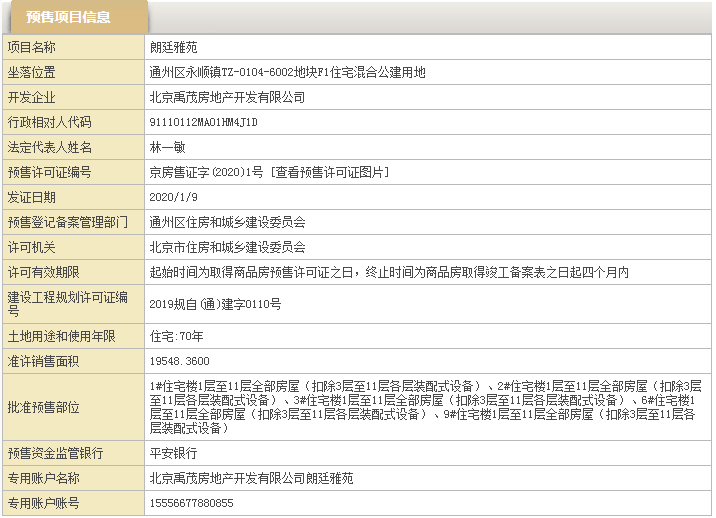 预售项目信息
项目名称 朗廷雅苑
坐落位置 通州区永顺镇TZ-0104-6002地块F1住宅混合公建用地
开发企业 北京禹茂房地产开发有限公司
行政相对人代码 91110112MA01HM4J1D
法定代表人姓名 林一敏
预售许可证编号 京房售证字(2020)1号 [查看预售许可证图片]
发证日期 2020/1/9
预售登记备案管理部门 通州区住房和城乡建设委员会
许可机关 北京市住房和城乡建设委员会
许可有效期限 起始时间为取得商品房预售许可证之日，终止时间为商品房取得竣工备案表之日起四个月内
建设工程规划许可证编
号 2019规自(通)建字0110号
土地用途和使用年限 住宅:70年
准许销售面积 19548.3600
批准预售部位 1#住宅楼1层至11层全部房屋（扣除3层至11层各层装配式设备）、2#住宅楼1层至11层全部房屋（扣除3层
至11层各层装配式设备）、3#住宅楼1层至11层全部房屋（扣除3层至11层各层装配式设备）、6#住宅楼1
层至11层全部房屋（扣除3层至11层各层装配式设备）、9#住宅楼1层至11层全部房屋（扣除3层至11层各
层装配式设备）
预售资金监管银行 平安银行
专用账户名称 北京禹茂房地产开发有限公司朗廷雅苑
专用账户账号 15556677880855